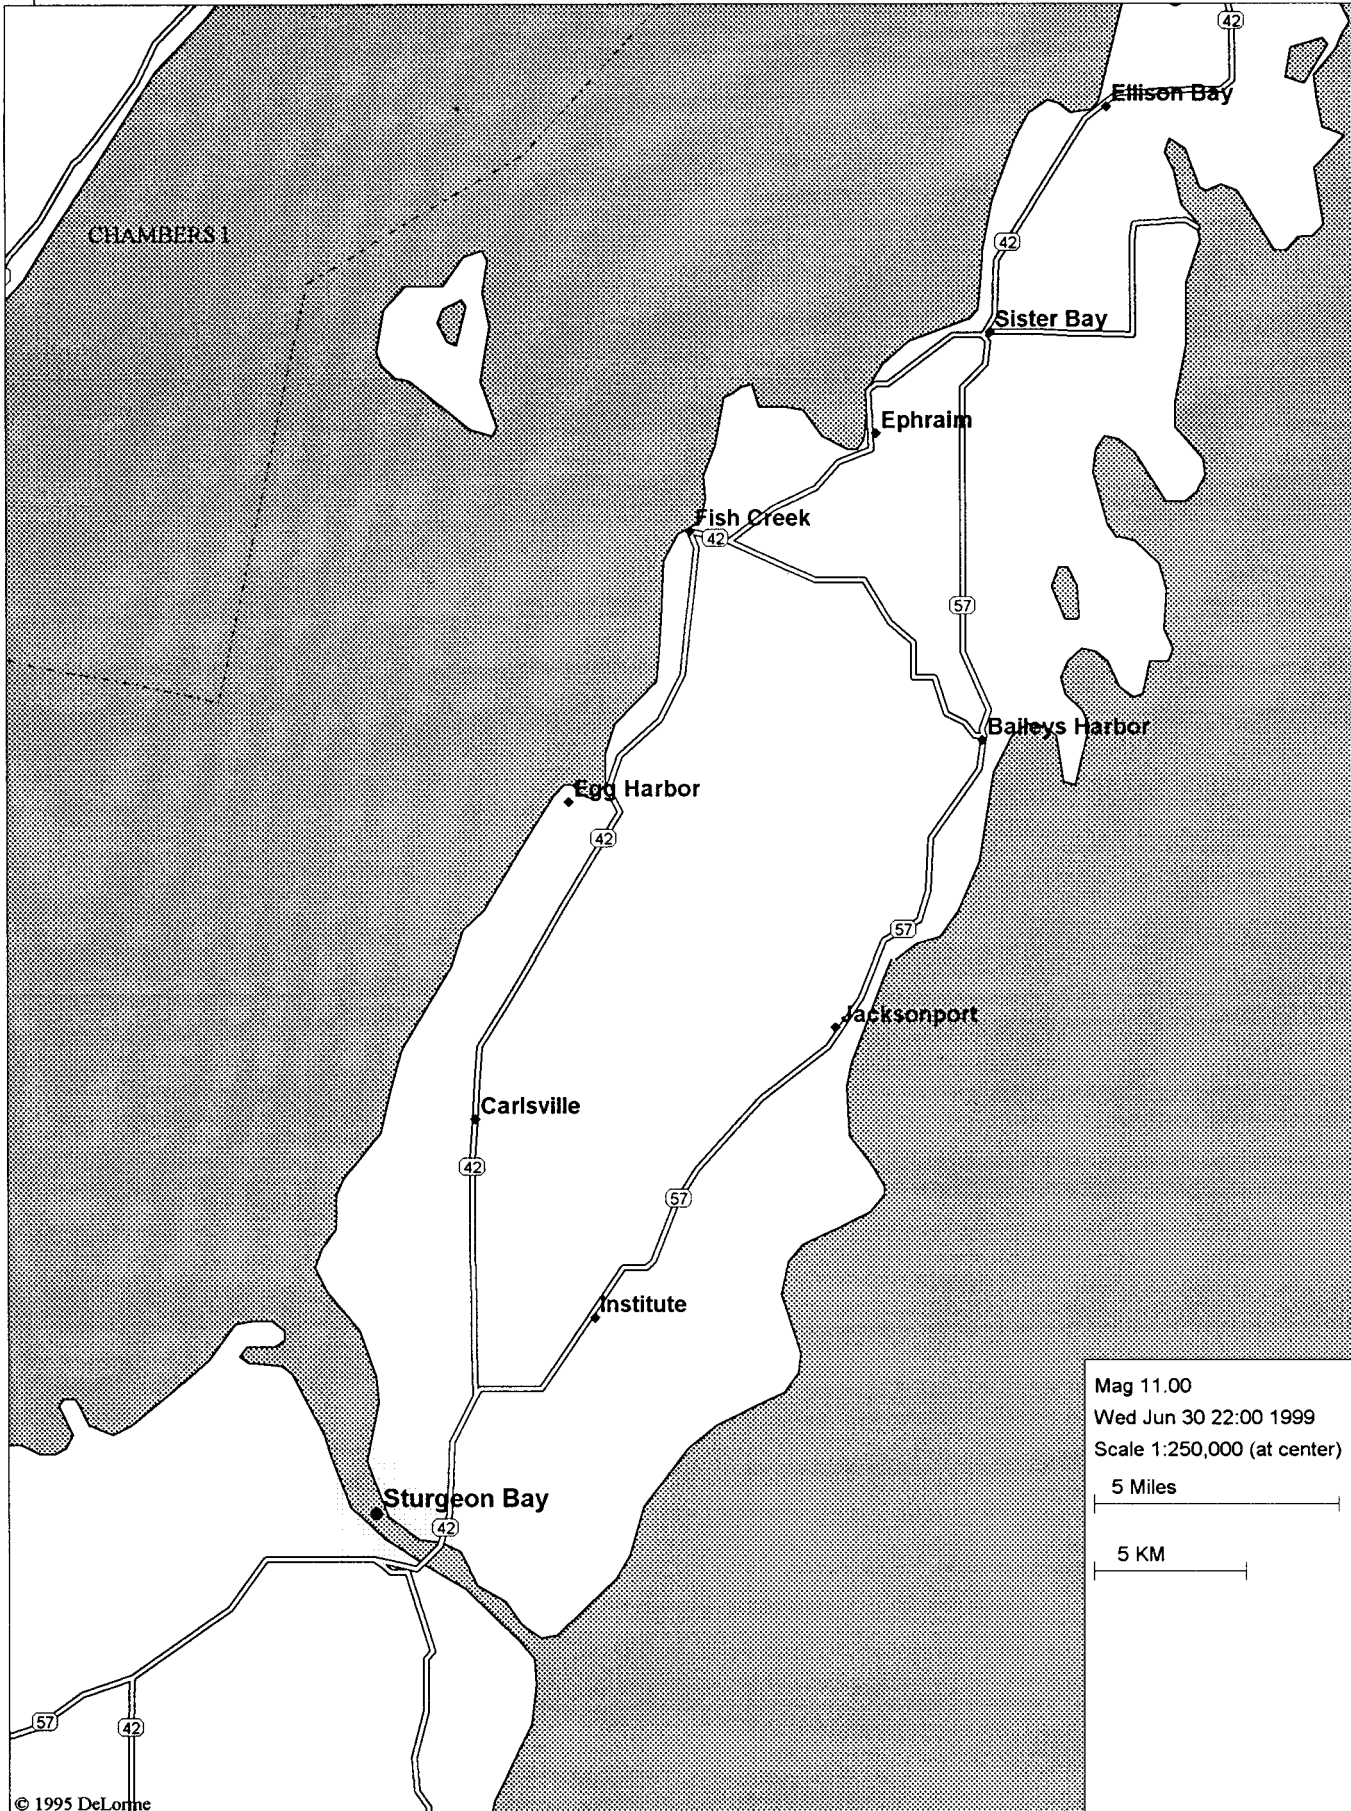 42
Ellison Bay
CHAMBERS I
42
Sister Bay
Ephraim
Fish Creek
42
57
Baileys Harbor
Egg Harbor
42
57
Jacksonport
Carlsville
42
57
Institute
Mag 11.00
Wed Jun 30 22:00 1999
Scale 1:250,000 (at center)
5 Miles
Sturgeon Bay
42
5 KM
57
42
© 1995 DeLorme